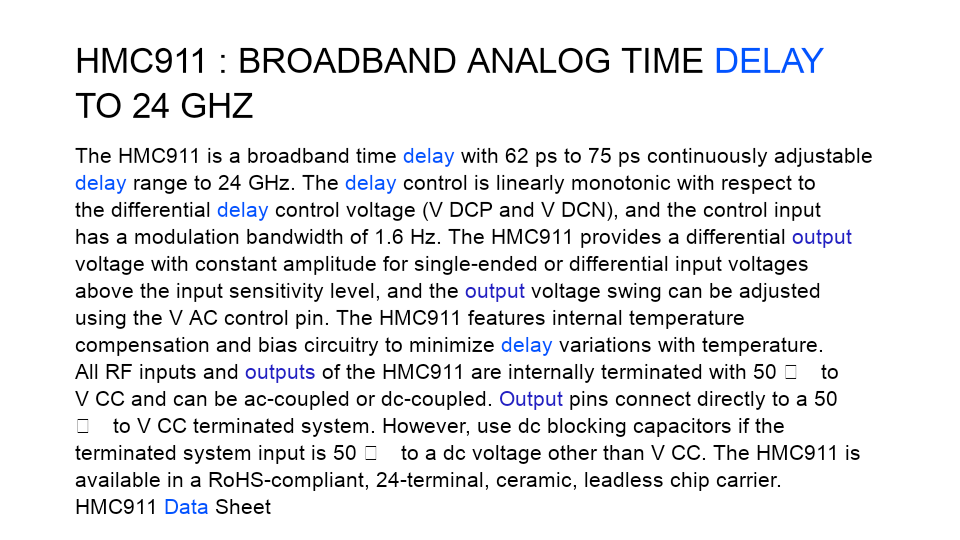 HMC911 : BROADBAND ANALOG TIME DELAY
TO 24 GHZ
The HMC911 is a broadband time delay with 62 ps to 75 ps continuously adjustable
delay range to 24 GHz. The delay control is linearly monotonic with respect to
the differential delay control voltage (V DCP and V DCN), and the control input
has a modulation bandwidth of 1.6 Hz. The HMC911 provides a differential output
voltage with constant amplitude for single-ended or differential input voltages
above the input sensitivity level, and the output voltage swing can be adjusted
using the V AC control pin. The HMC911 features internal temperature
compensation and bias circuitry to minimize delay variations with temperature.
All RF inputs and outputs of the HMC911 are internally terminated with 50 □ to
V CC and can be ac-coupled or dc-coupled. Output pins connect directly to a 50
□ to V CC terminated system. However, use dc blocking capacitors if the
terminated system input is 50 □ to a dc voltage other than V CC. The HMC911 is
available in a RoHS-compliant, 24-terminal, ceramic, leadless chip carrier.
HMC911 Data Sheet